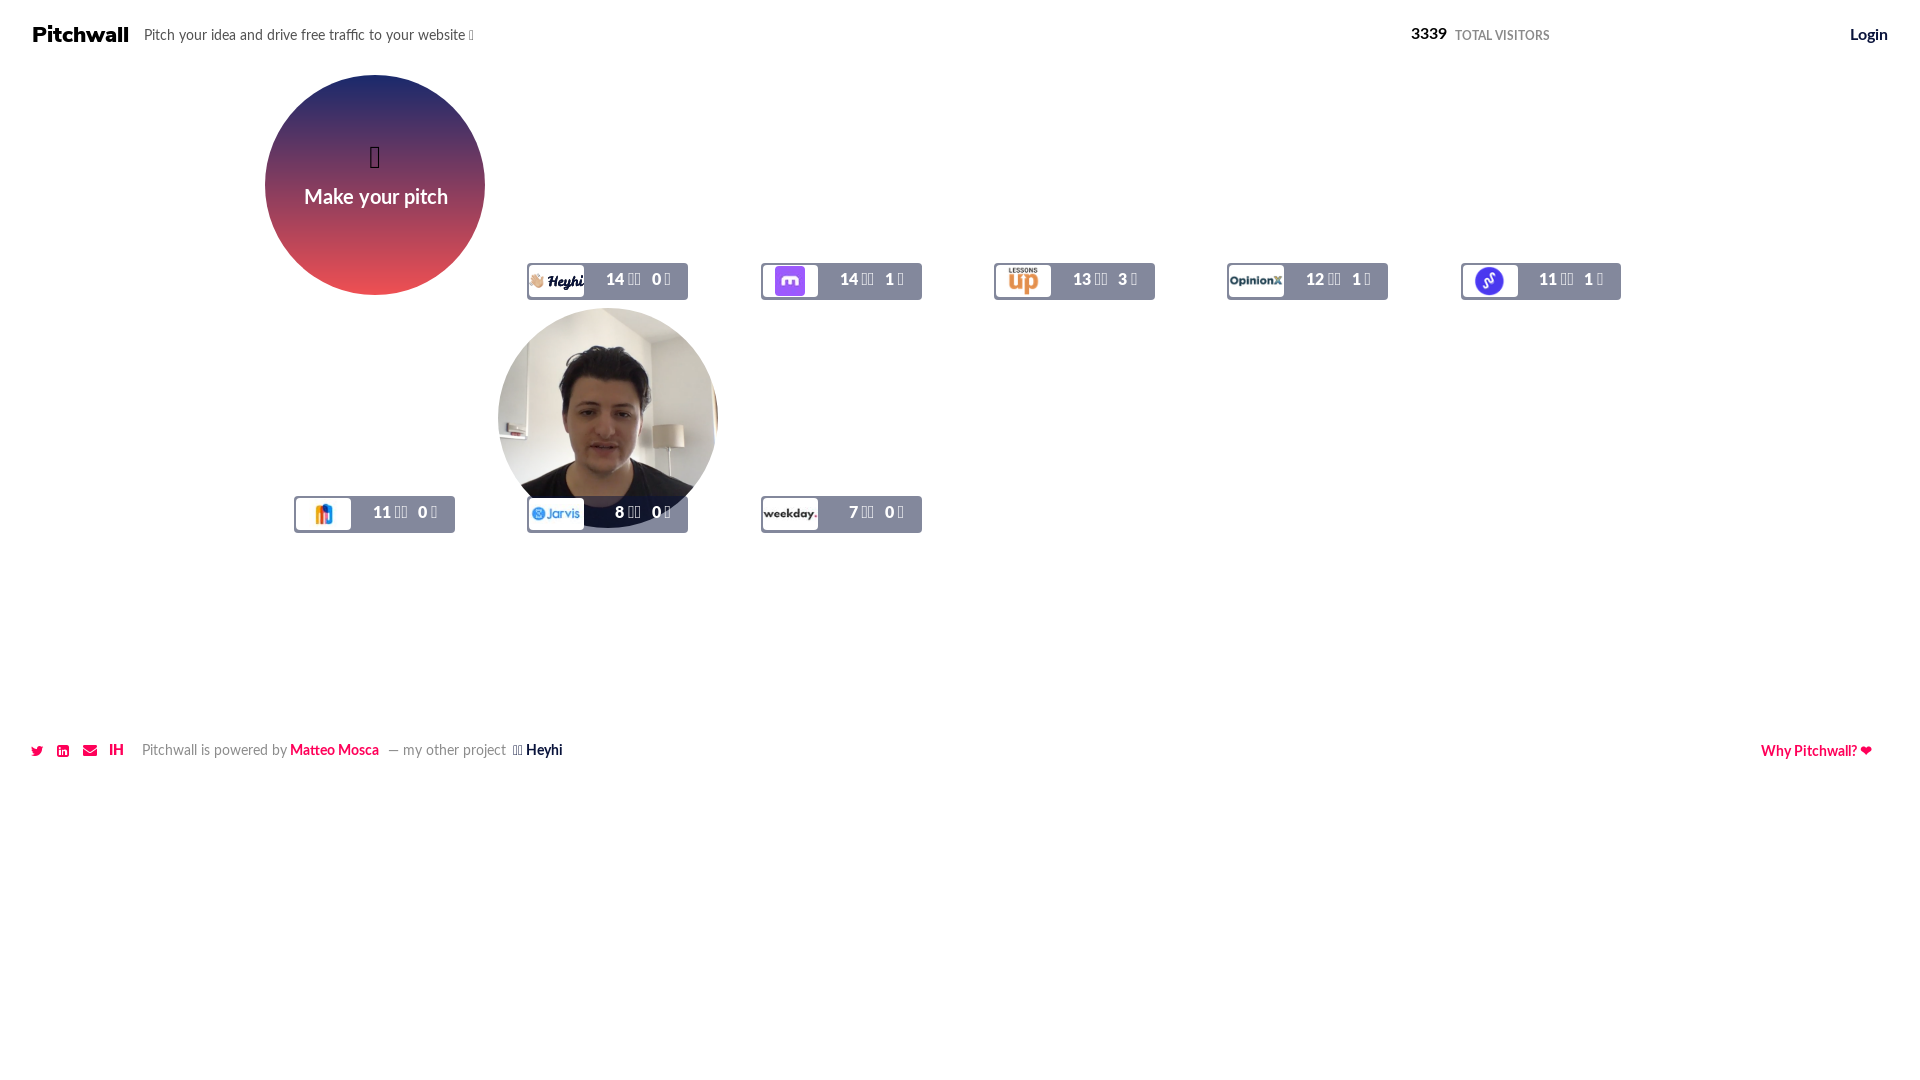 Pitchwall Pitch your idea and drive free traffic to your website 3339 TOTAL VISITORS Login
Make your pitch
Heyhi 14 0
14 1
LESSONS up 13 3
OpinionX 12 1
11 1
11 0
Jarvis 8 0
weekday. 7 0
IH Pitchwall is powered by Matteo Mosca — my other project Heyhi Why Pitchwall? ❤